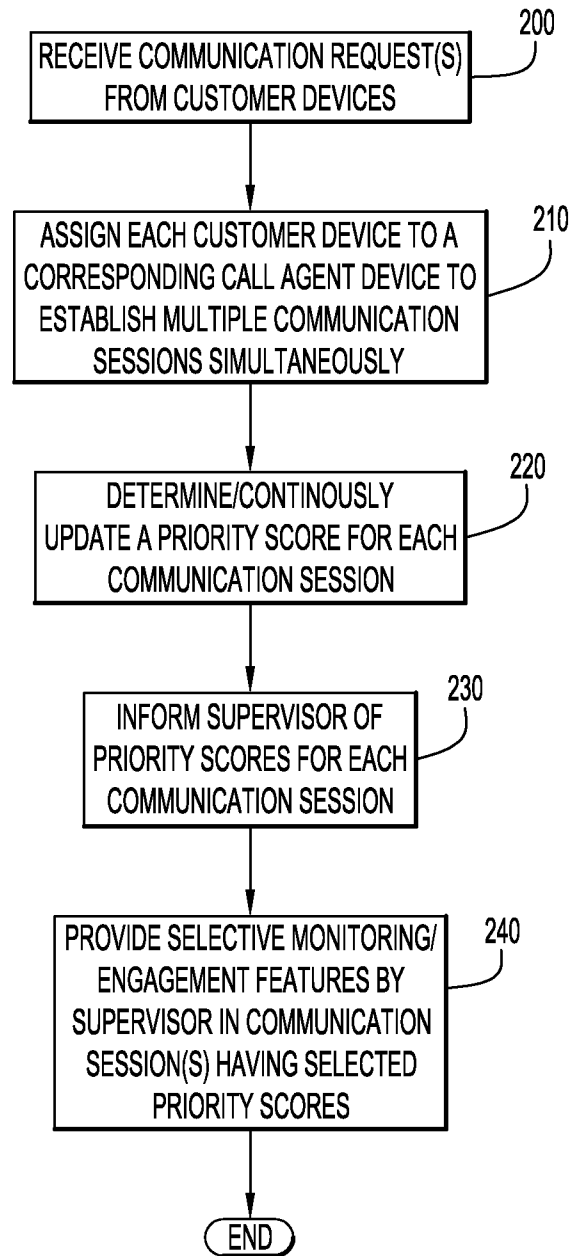 200
RECEIVE COMMUNICATION REQUEST(S)
FROM CUSTOMER DEVICES
210
ASSIGN EACH CUSTOMER DEVICE TO A
CORRESPONDING CALL AGENT DEVICE TO
ESTABLISH MULTIPLE COMMUNICATION
SESSIONS SIMULTANEOUSLY
220
DETERMINE/CONTINOUSLY
UPDATE A PRIORITY SCORE FOR EACH
COMMUNICATION SESSION
230
INFORM SUPERVISOR OF
PRIORITY SCORES FOR EACH
COMMUNICATION SESSION
240
PROVIDE SELECTIVE MONITORING/
ENGAGEMENT FEATURES BY
SUPERVISOR IN COMMUNICATION
SESSION(S) HAVING SELECTED
PRIORITY SCORES
END